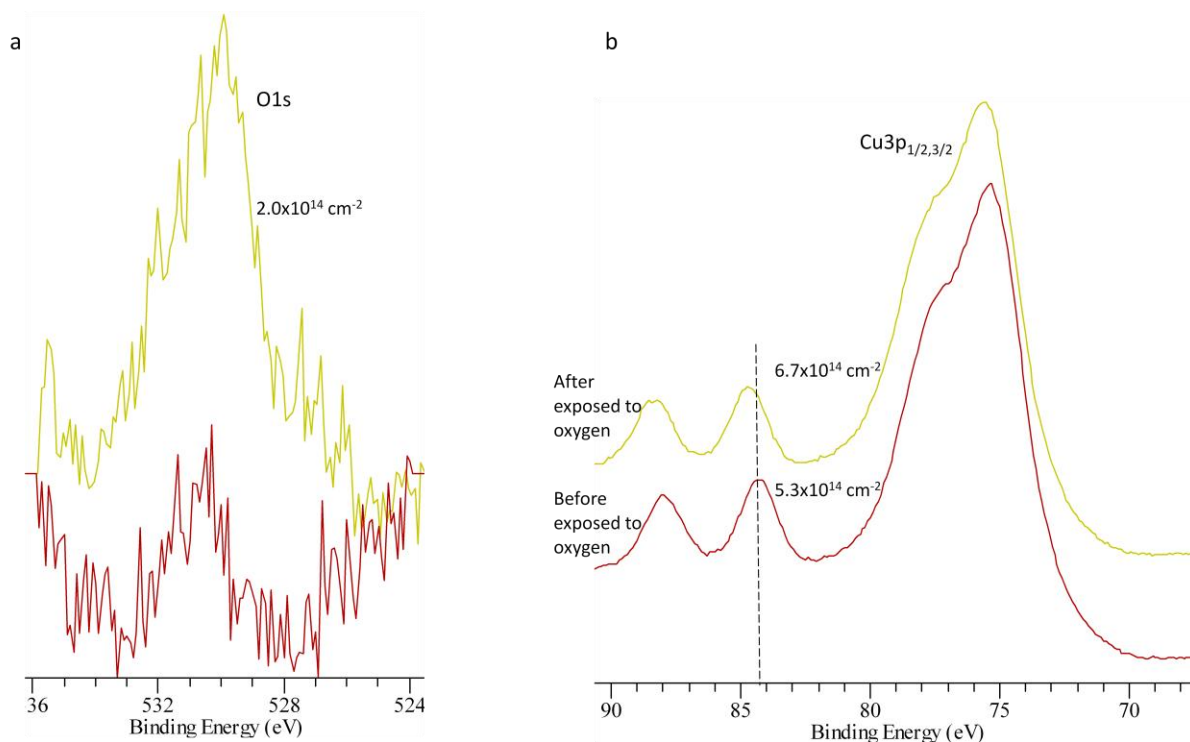 a
O1s
2.0x10¹⁴ cm⁻²
36
532
528
524
Binding Energy (eV)
b
Cu3p₁/₂,₃/₂
6.7x10¹⁴ cm⁻²
After
exposed to
oxygen
5.3x10¹⁴ cm⁻²
Before
exposed to
oxygen
90
85
80
75
70
Binding Energy (eV)